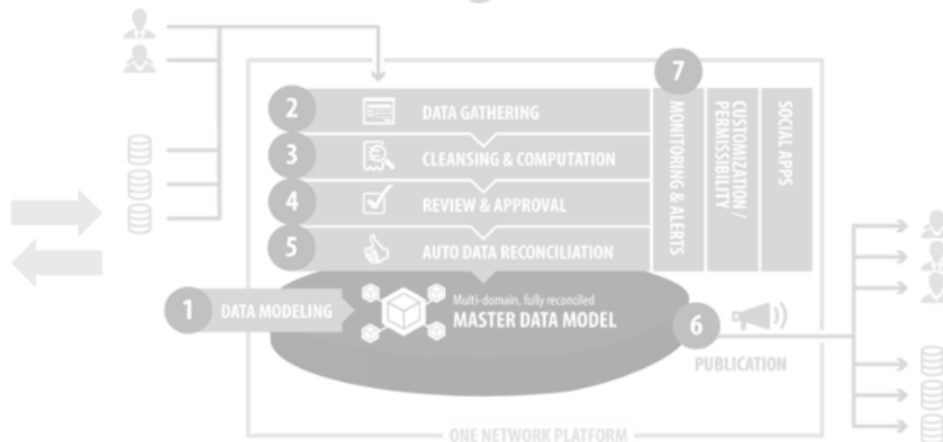 7
2 DATA GATHERING
3 CLEANSING & COMPUTATION
4 REVIEW & APPROVAL
5 AUTO DATA RECONCILIATION
MONITORING & ALERTS
CUSTOMIZATION /
PERMISSIBILITY
SOCIAL APPS
1 DATA MODELING
Multi-domain, fully reconciled
MASTER DATA MODEL
6
PUBLICATION
ONE NETWORK PLATFORM